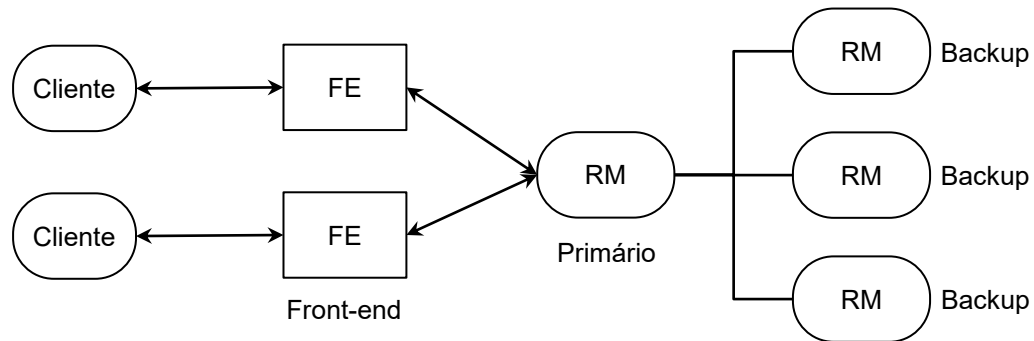 RM
Backup
Cliente
FE
RM
Primário
RM
Backup
Cliente
FE
Front-end
RM
Backup